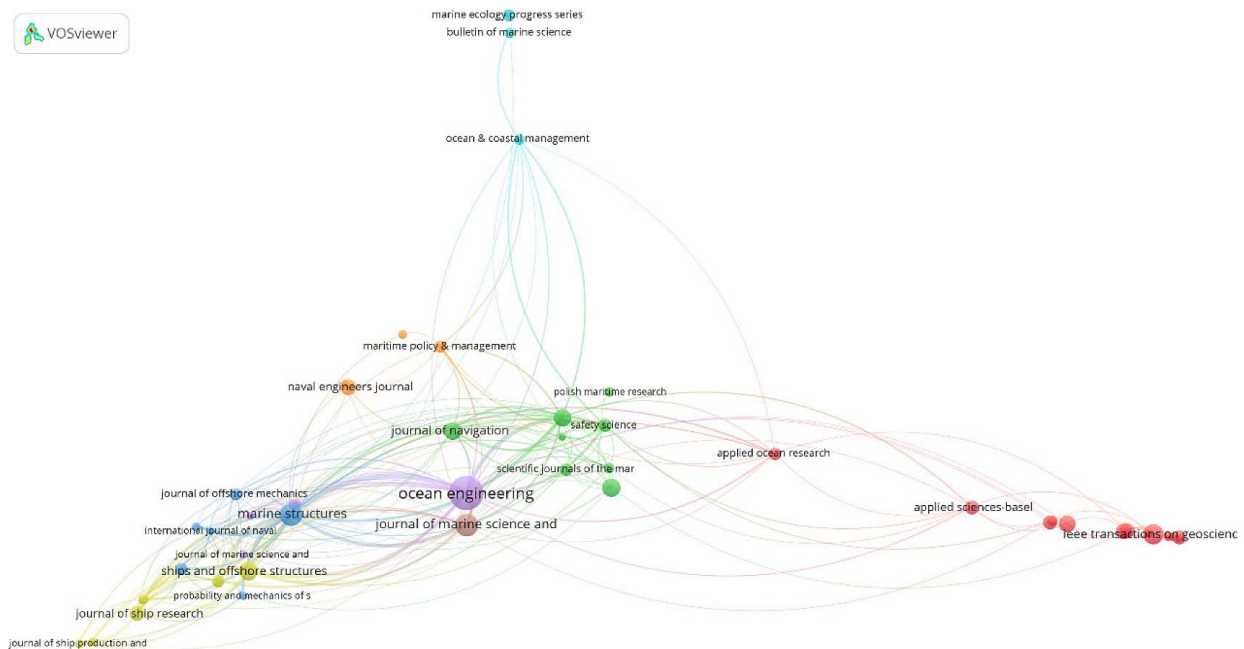 VOSviewer
marine ecology progress series
bulletin of marine science
ocean & coastal management
maritime policy & management
naval engineers journal
polish maritime research
journal of navigation
safety science
applied ocean research
scientific journals of the mar
journal of offshore mechanics
ocean engineering
marine structures
applied sciences-basel
journal of marine science and
international journal of naval
ieee transactions on geoscienc
journal of marine science and
ships and offshore structures
probability and mechanics of s
journal of ship research
journal of ship production and